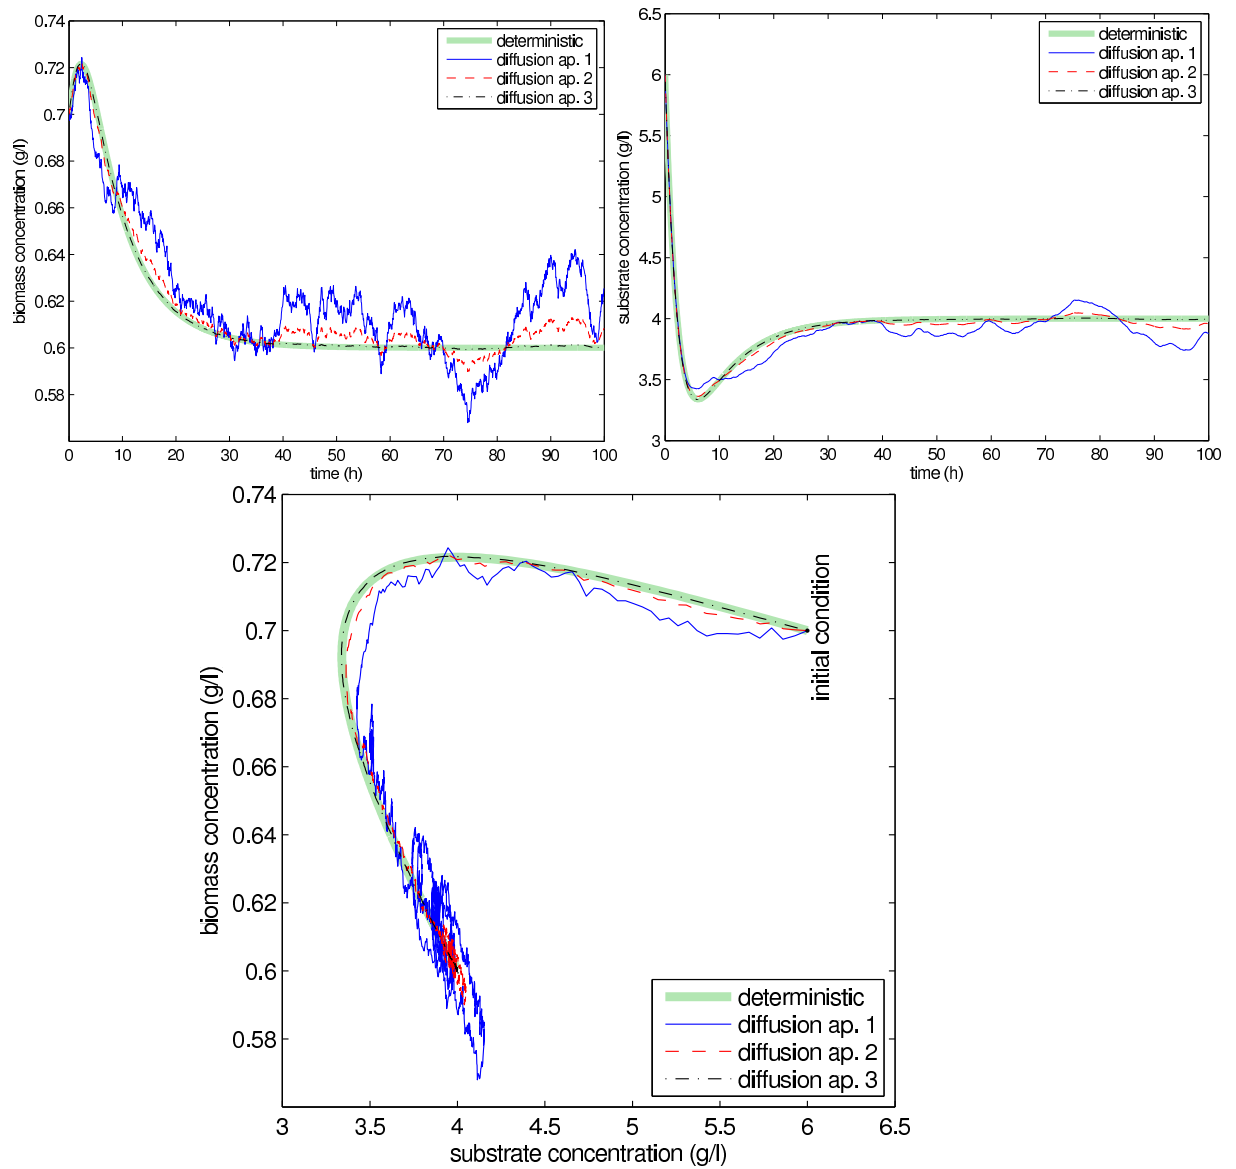 0.74
0.72
0.7
0.68
0.66
0.64
0.62
0.6
0.58
biomass concentration (g/l)
0 10 20 30 40 50 60 70 80 90 100
time (h)
deterministic
diffusion ap. 1
diffusion ap. 2
diffusion ap. 3
6.5
6
5.5
5
4.5
4
3.5
3
substrate concentration (g/l)
0 10 20 30 40 50 60 70 80 90 100
time (h)
deterministic
diffusion ap. 1
diffusion ap. 2
diffusion ap. 3
0.74
0.72
0.7
0.68
0.66
0.64
0.62
0.6
0.58
biomass concentration (g/l)
initial condition
deterministic
diffusion ap. 1
diffusion ap. 2
diffusion ap. 3
3 3.5 4 4.5 5 5.5 6 6.5
substrate concentration (g/l)